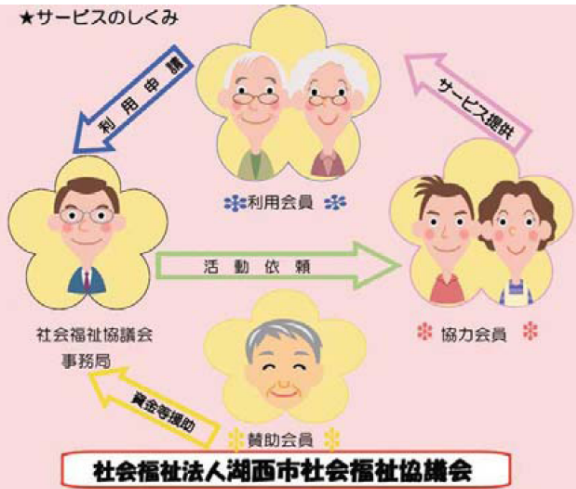 ★サービスのしくみ
利用申請
サービス提供
利用会員
活動依頼
社会福祉協議会
事務局
協力会員
資金等援助
賛助会員
社会福祉法人湖西市社会福祉協議会